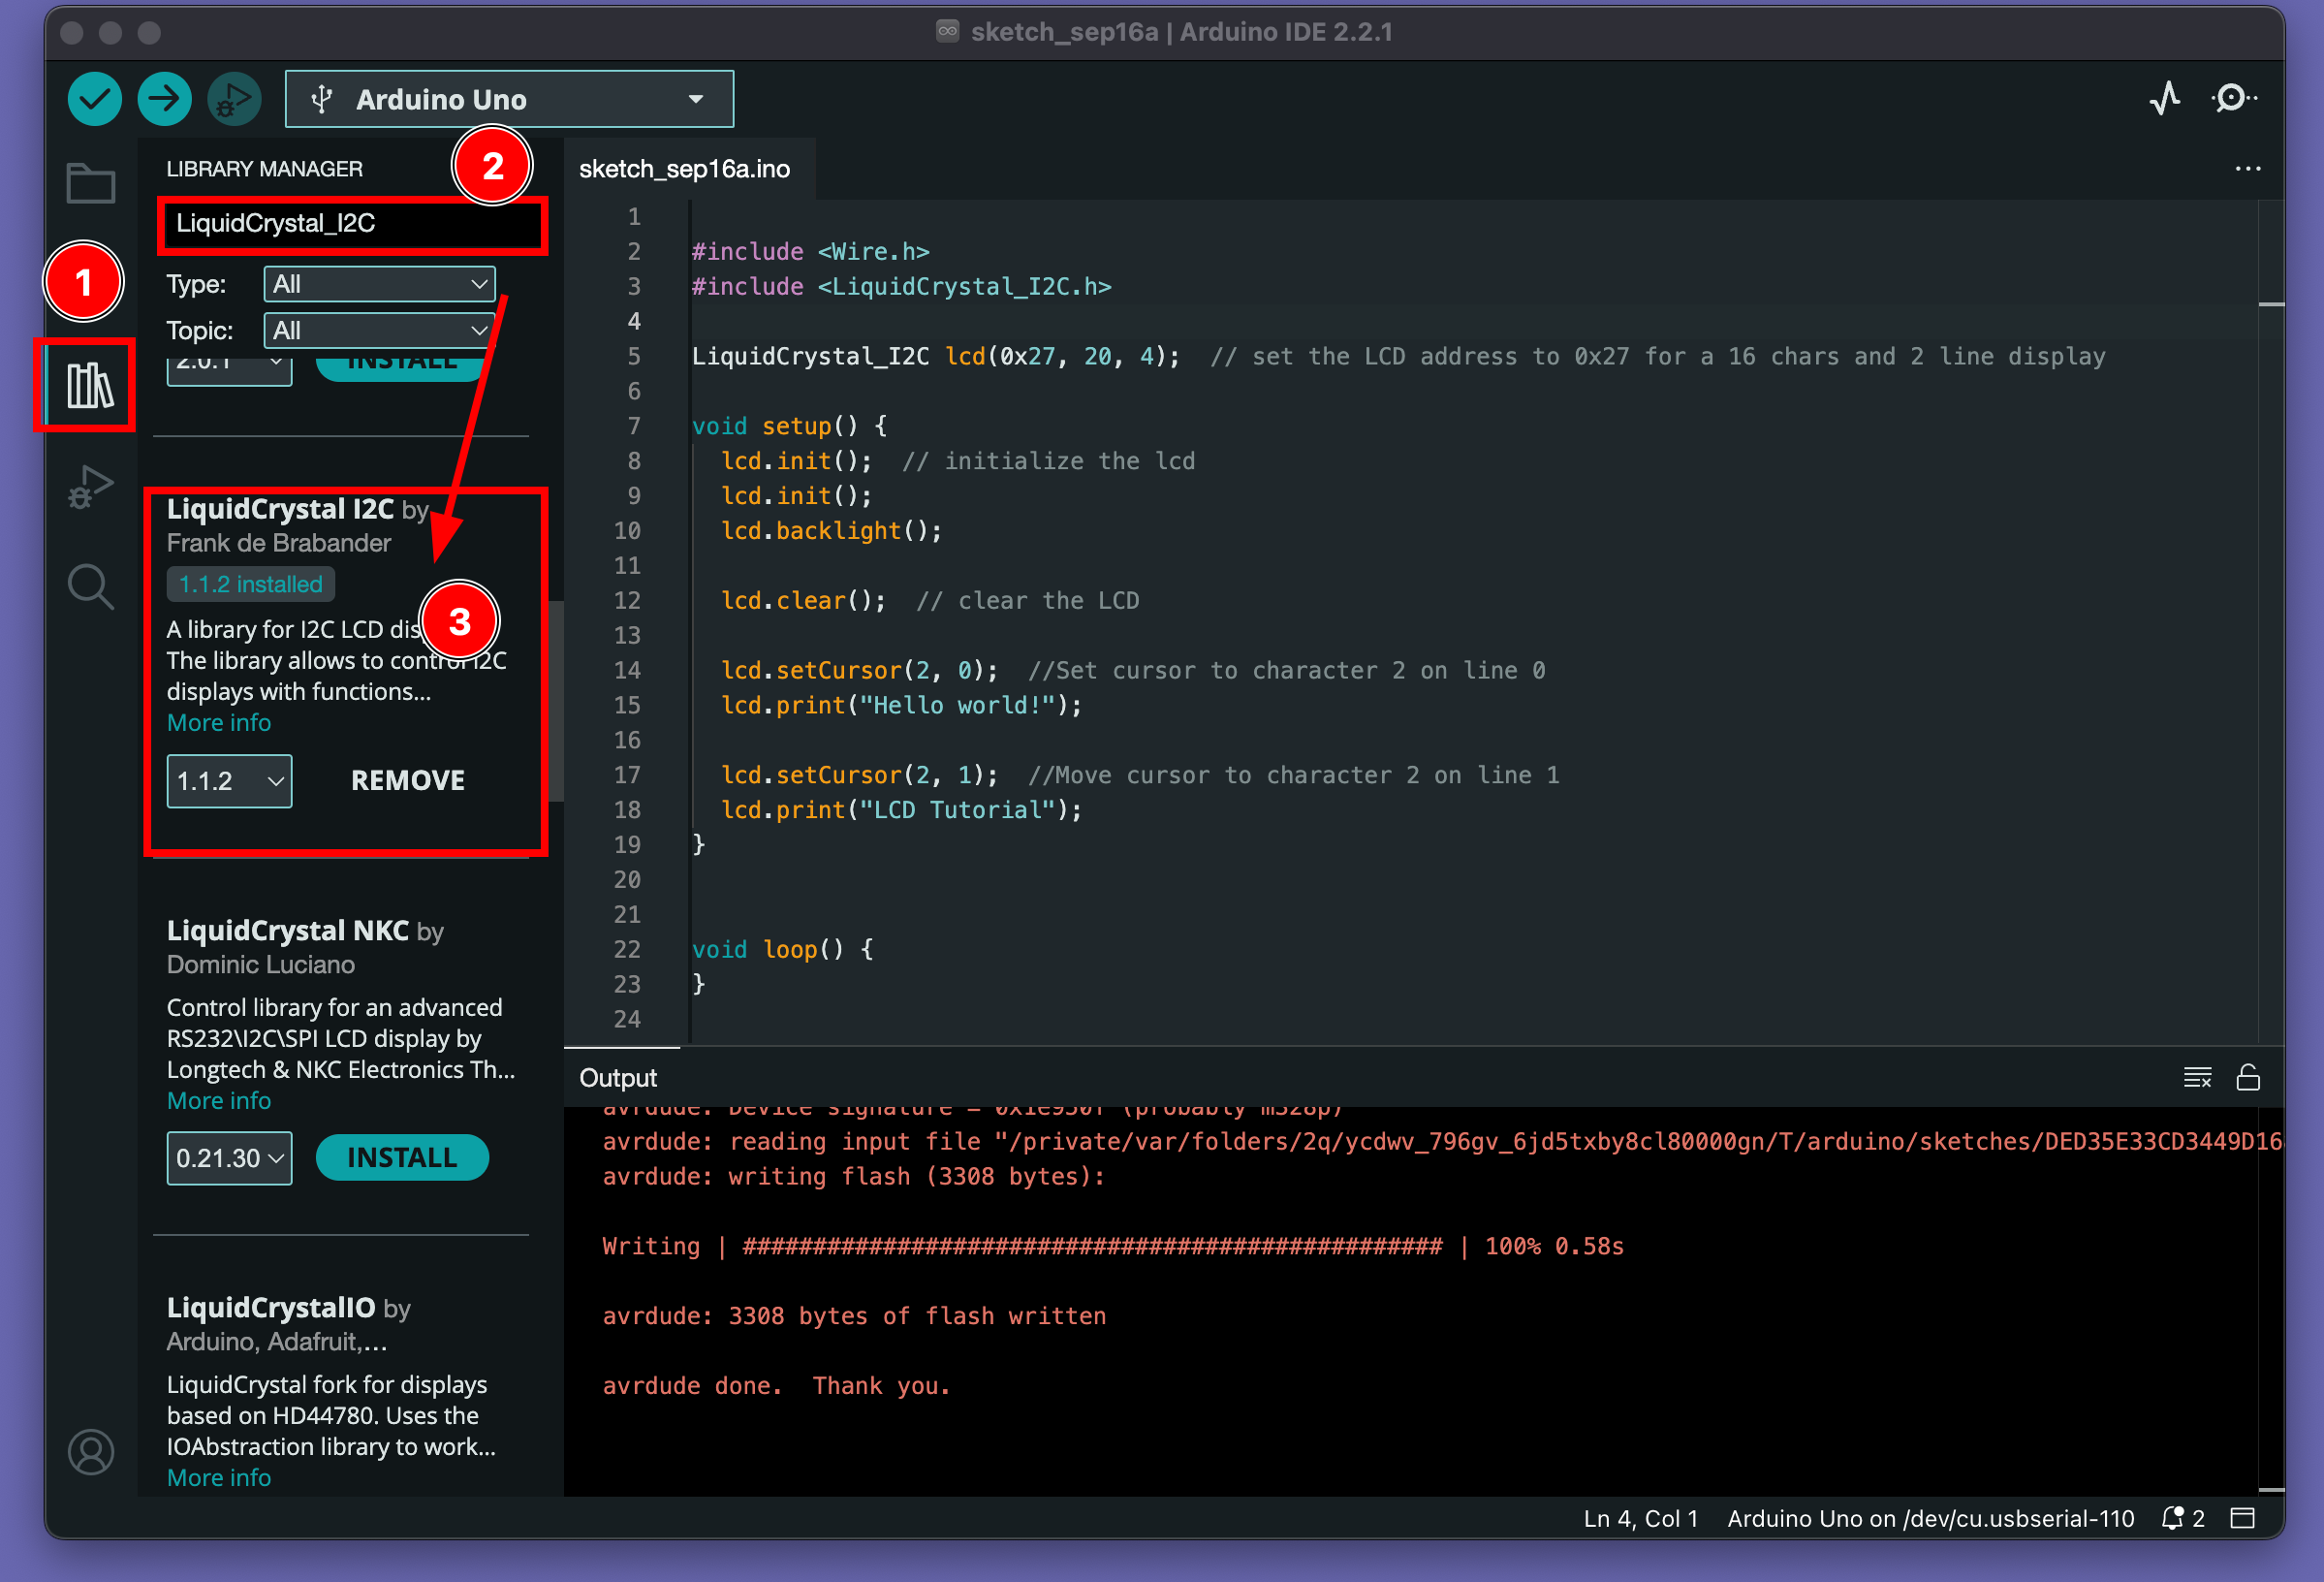 sketch_sep16a | Arduino IDE 2.2.1
Arduino Uno
LIBRARY MANAGER
2
LiquidCrystal_I2C
1
Type: All
Topic: All
2.0.1 INSTALL
LiquidCrystal I2C by
Frank de Brabander
1.1.2 installed
A library for I2C LCD
3
The library allows to control I2C
displays with functions...
More info
1.1.2 REMOVE
LiquidCrystal NKC by
Dominic Luciano
Control library for an advanced
RS232\I2C\SPI LCD display by
Longtech & NKC Electronics Th...
More info
0.21.30 INSTALL
LiquidCrystalIO by
Arduino, Adafruit,...
LiquidCrystal fork for displays
based on HD44780. Uses the
IOAbstraction library to work...
More info
sketch_sep16a.ino
1
2 #include <Wire.h>
3 #include <LiquidCrystal_I2C.h>
4
5 LiquidCrystal_I2C lcd(0x27, 20, 4);  // set the LCD address to 0x27 for a 16 chars and 2 line display
6
7 void setup() {
8 lcd.init();  // initialize the lcd
9 lcd.init();
10 lcd.backlight();
11
12 lcd.clear();  // clear the LCD
13
14 lcd.setCursor(2, 0);  //Set cursor to character 2 on line 0
15 lcd.print("Hello world!");
16
17 lcd.setCursor(2, 1);  //Move cursor to character 2 on line 1
18 lcd.print("LCD Tutorial");
19 }
20
21
22 void loop() {
23 }
24
Output
avrdude: Device signature = 0x1e950f (probably m328p)
avrdude: reading input file "/private/var/folders/2q/ycdwv_796gv_6jd5txby8cl80000gn/T/arduino/sketches/DED35E33CD3449D16
avrdude: writing flash (3308 bytes):
Writing | ################################################## | 100% 0.58s
avrdude: 3308 bytes of flash written
avrdude done.  Thank you.
Ln 4, Col 1 Arduino Uno on /dev/cu.usbserial-110 2